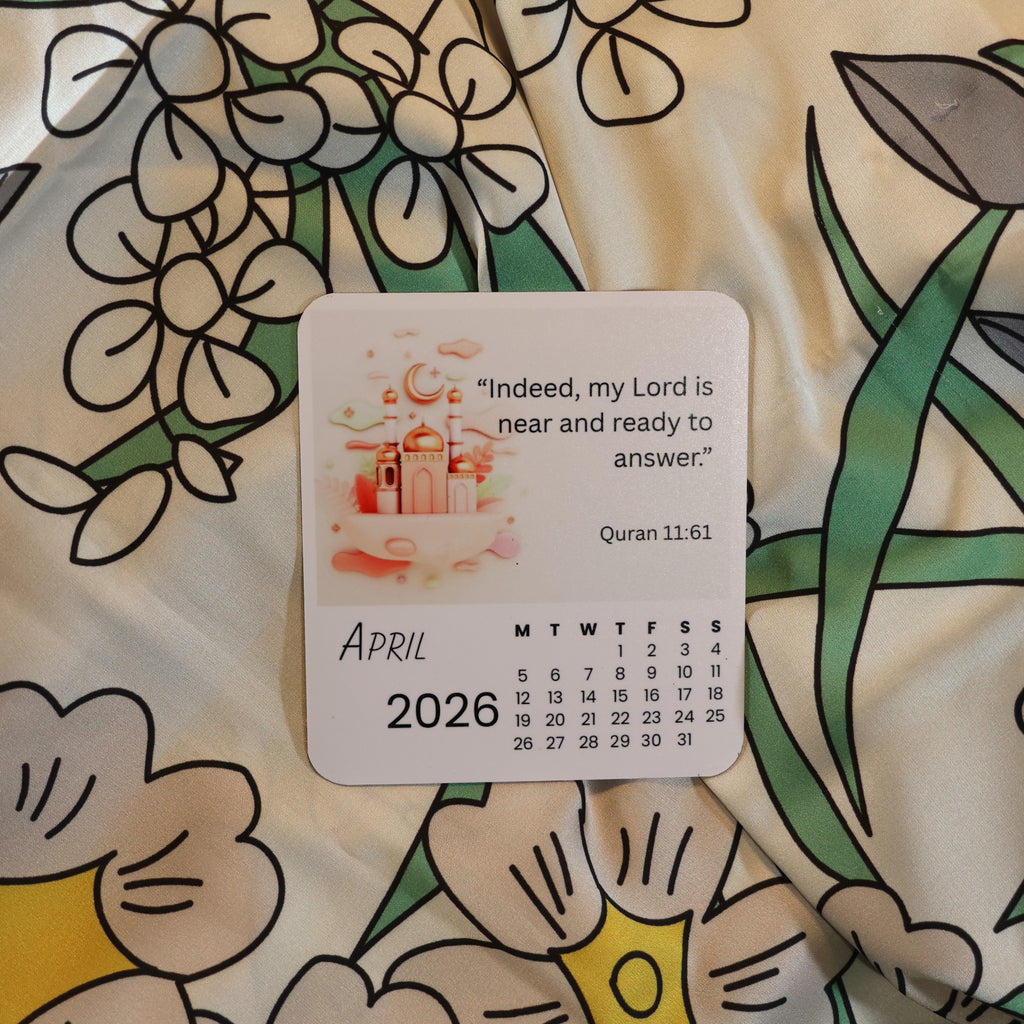 “Indeed, my Lord is
near and ready to
answer.”
Quran 11:61
APRIL
2026
M T W T F S S
1 2 3 4
5 6 7 8 9 10 11
12 13 14 15 16 17 18
19 20 21 22 23 24 25
26 27 28 29 30 31